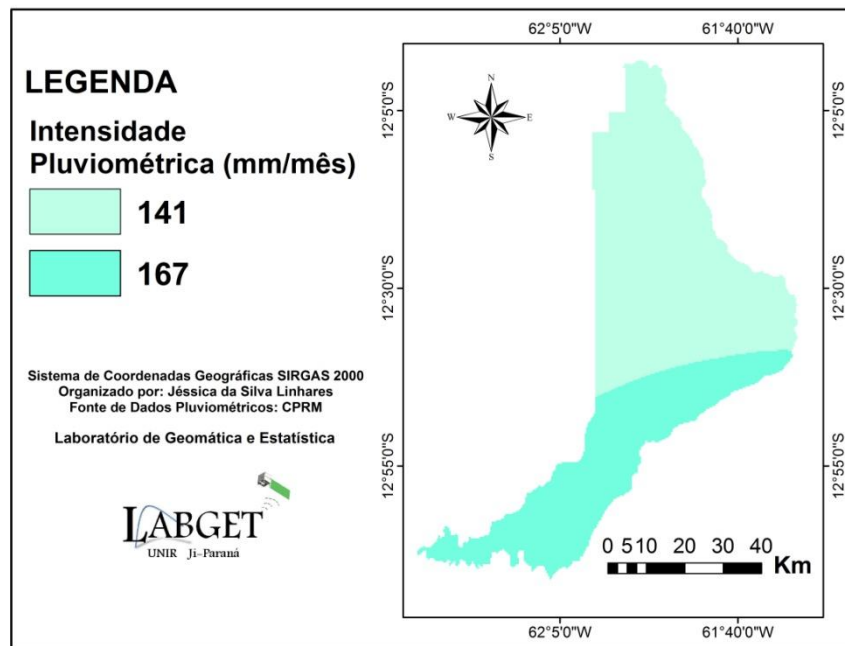 LEGENDA
Intensidade
Pluviométrica (mm/mês)
141
167
Sistema de Coordenadas Geográficas SIRGAS 2000
Organizado por: Jéssica da Silva Linhares
Fonte de Dados Pluviométricos: CPRM
Laboratório de Geomática e Estatística
LABGET
UNIR Ji-Paraná
62°5'0"W 61°40'0"W
N
W E
S
12°5'0"S 12°5'0"S
12°30'0"S 12°30'0"S
12°55'0"S 12°55'0"S
0 5 10 20 30 40
Km
62°5'0"W 61°40'0"W